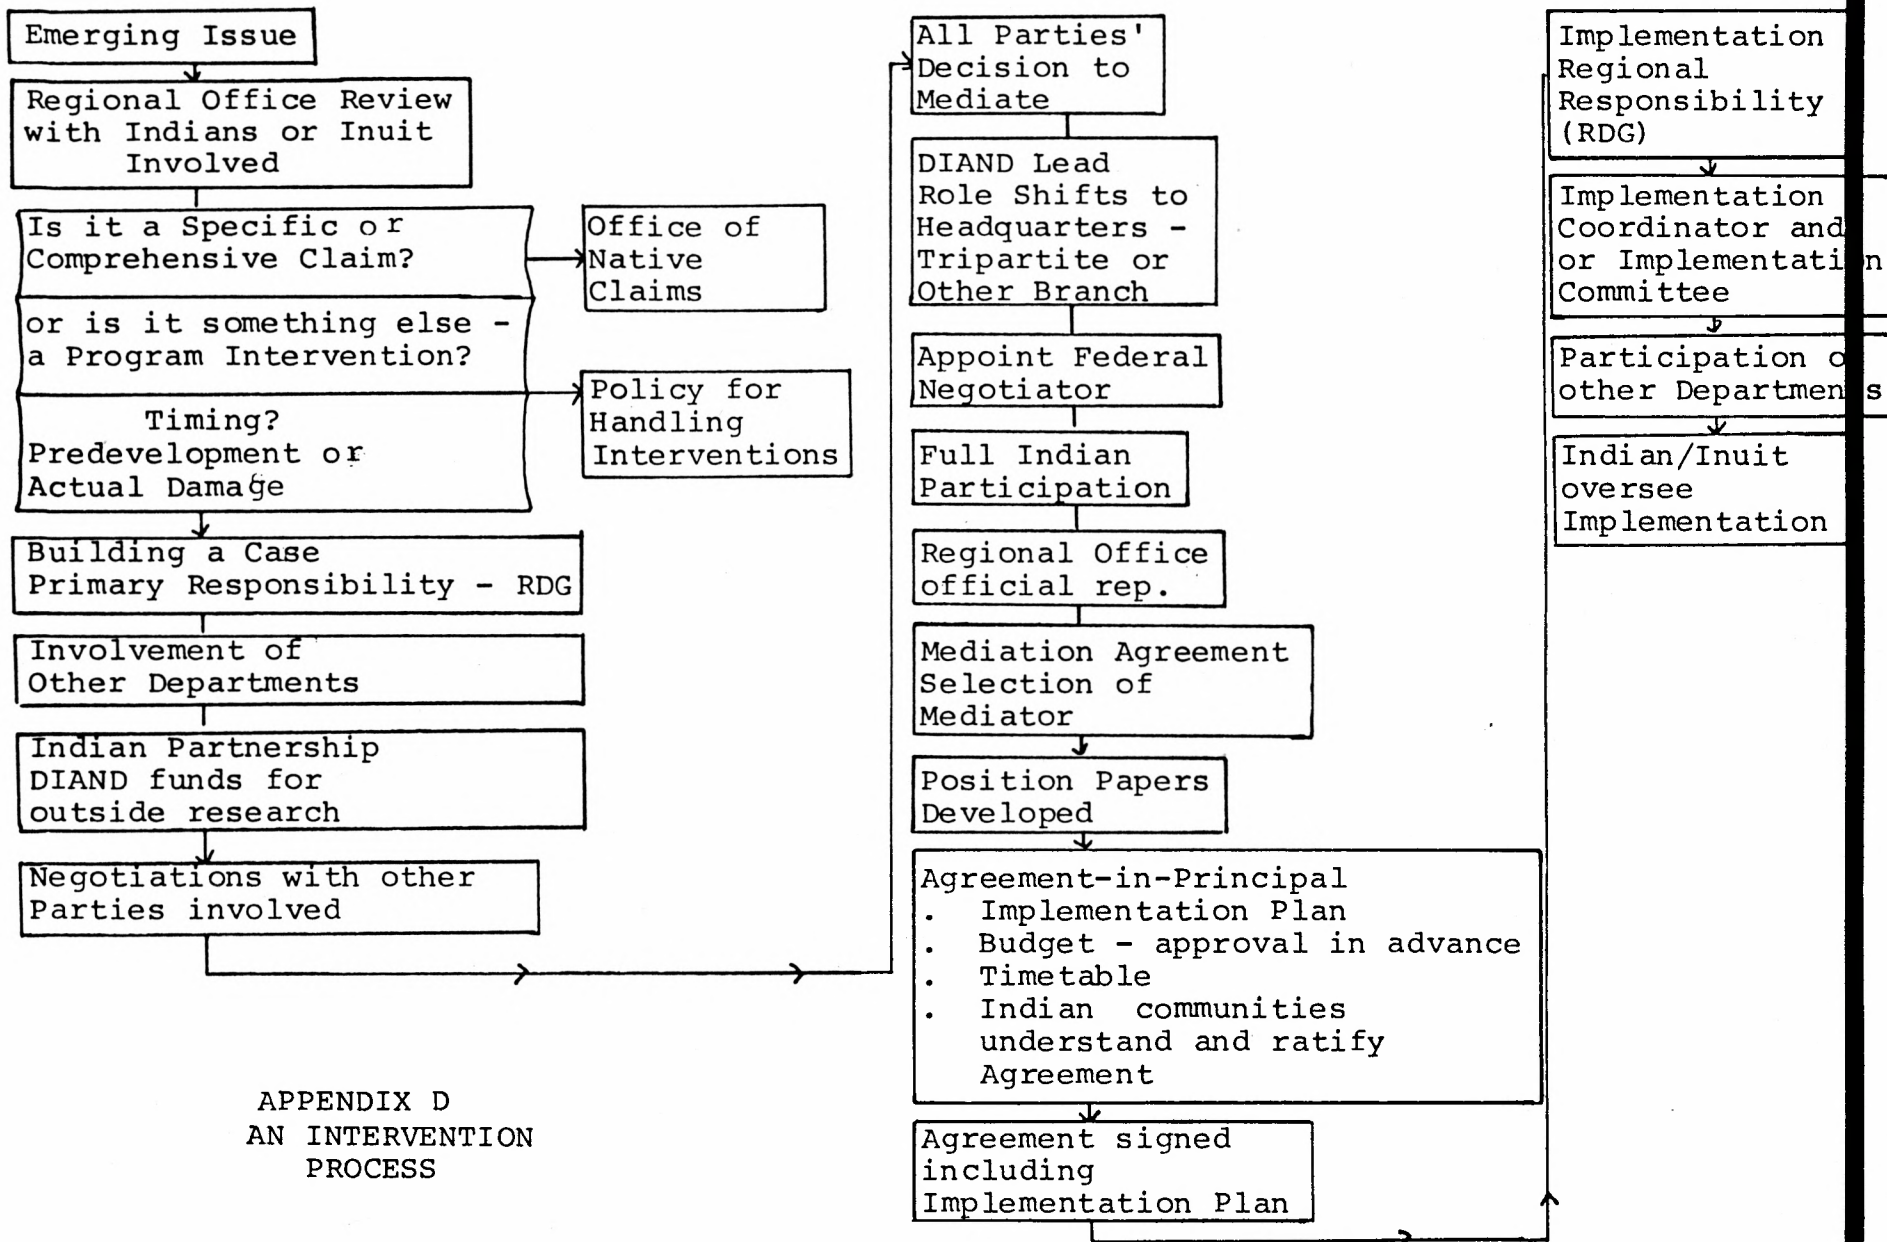 Emerging Issue
Regional Office Review
with Indians or Inuit
Involved
Is it a Specific or
Comprehensive Claim?
or is it something else -
a Program Intervention?
Timing?
Predevelopment or
Actual Damage
Office of
Native
Claims
Policy for
Handling
Interventions
Building a Case
Primary Responsibility - RDG
Involvement of
Other Departments
Indian Partnership
DIAND funds for
outside research
Negotiations with other
Parties involved
APPENDIX D
AN INTERVENTION
PROCESS
All Parties'
Decision to
Mediate
DIAND Lead
Role Shifts to
Headquarters -
Tripartite or
Other Branch
Appoint Federal
Negotiator
Full Indian
Participation
Regional Office
official rep.
Mediation Agreement
Selection of
Mediator
Position Papers
Developed
Agreement-in-Principal
. Implementation Plan
. Budget - approval in advance
. Timetable
. Indian communities
understand and ratify
Agreement
Agreement signed
including
Implementation Plan
Implementation
Regional
Responsibility
(RDG)
Implementation
Coordinator and
or Implementation
Committee
Participation o
other Departments
Indian/Inuit
oversee
Implementation